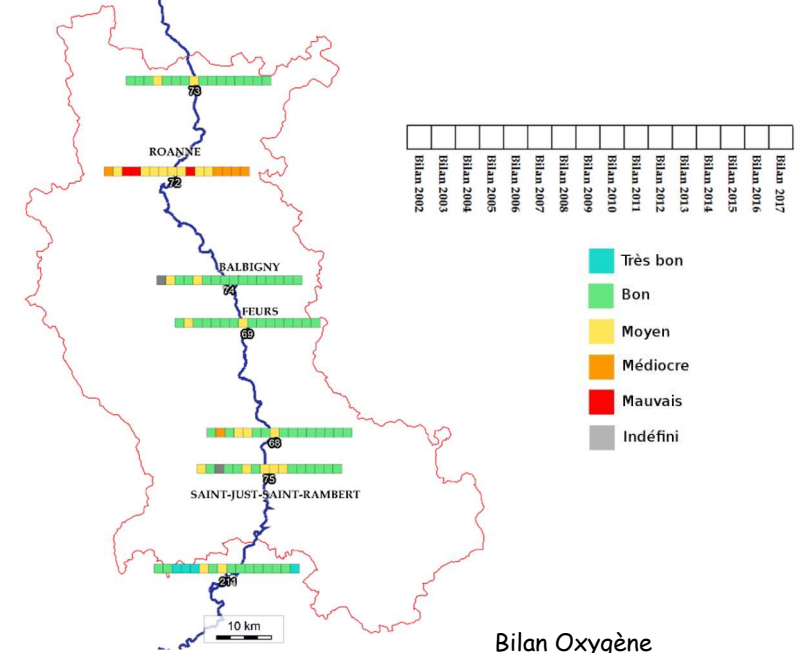 73
ROANNE
72
BALBIGNY
74
FEURS
69
68
75
SAINT-JUST-SAINT-RAMBERT
211
10 km
Bilan 2002
Bilan 2003
Bilan 2004
Bilan 2005
Bilan 2006
Bilan 2007
Bilan 2008
Bilan 2009
Bilan 2010
Bilan 2011
Bilan 2012
Bilan 2013
Bilan 2014
Bilan 2015
Bilan 2016
Bilan 2017
Très bon
Bon
Moyen
Médiocre
Mauvais
Indéfini
Bilan Oxygène